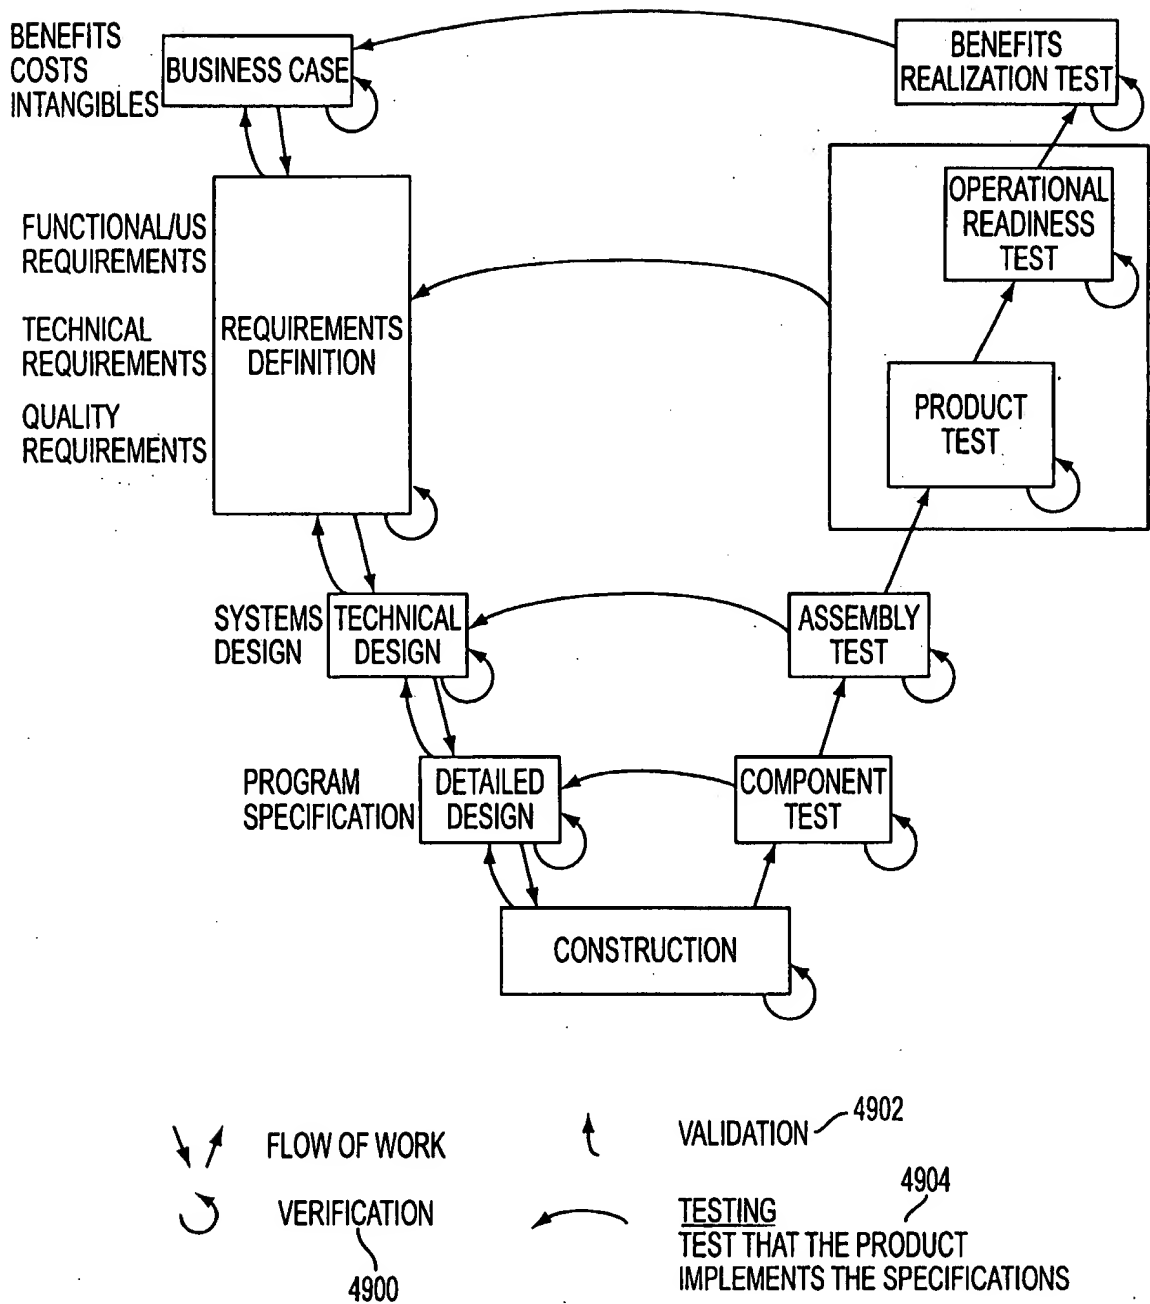 BENEFITS
COSTS
INTANGIBLES
BUSINESS CASE
BENEFITS
REALIZATION TEST
OPERATIONAL
READINESS
TEST
FUNCTIONAL/US
REQUIREMENTS
TECHNICAL
REQUIREMENTS
QUALITY
REQUIREMENTS
REQUIREMENTS
DEFINITION
PRODUCT
TEST
SYSTEMS
DESIGN
TECHNICAL
DESIGN
ASSEMBLY
TEST
PROGRAM
SPECIFICATION
DETAILED
DESIGN
COMPONENT
TEST
CONSTRUCTION
FLOW OF WORK
VALIDATION
4902
VERIFICATION
4900
4904
TESTING
TEST THAT THE PRODUCT
IMPLEMENTS THE SPECIFICATIONS